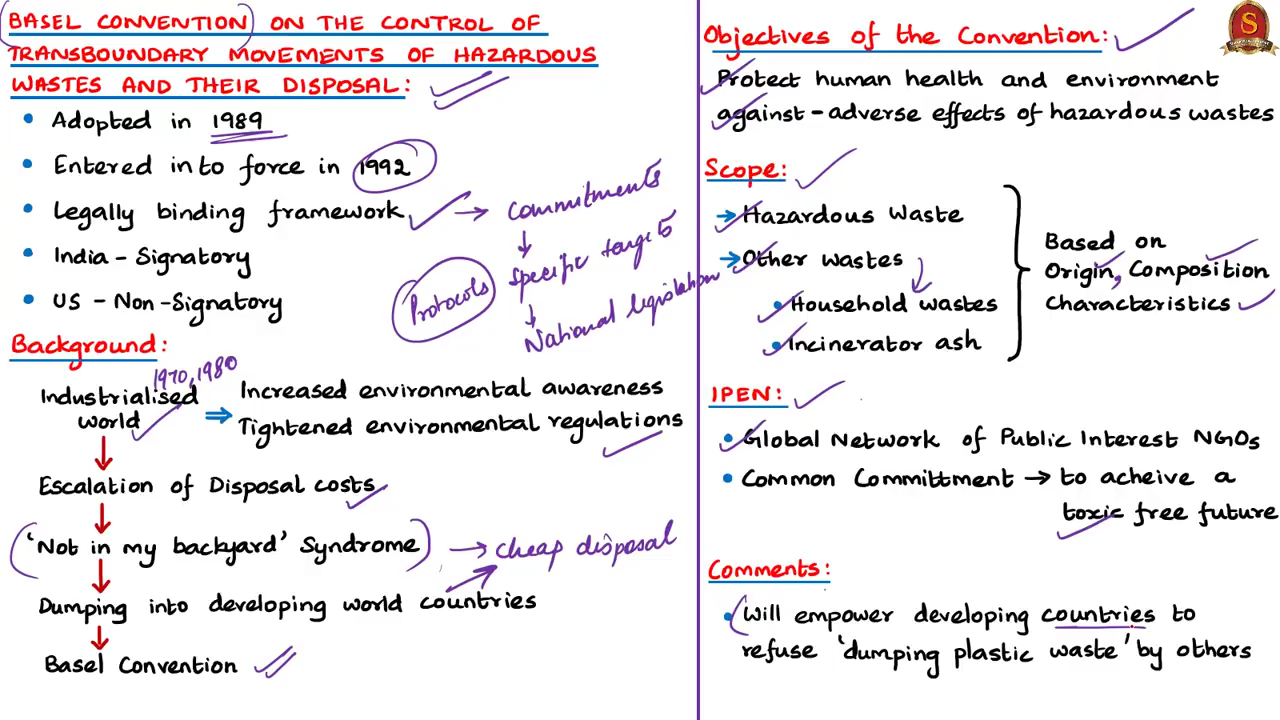 BASEL CONVENTION ON THE CONTROL OF
TRANSBOUNDARY MOVEMENTS OF HAZARDOUS
WASTES AND THEIR DISPOSAL:
• Adopted in 1989
• Entered in to force in 1992
• Legally binding framework → commitments
• India - Signatory
• US - Non-Signatory
Protocols
specific targets
National legislation
Background:
1970, 1980
Industrialised
world
⇒ Increased environmental awareness
Tightened environmental regulations
Escalation of Disposal costs
'Not in my backyard' Syndrome → cheap disposal
Dumping into developing world countries
Basel Convention
Objectives of the Convention:
Protect human health and environment
against - adverse effects of hazardous wastes
Scope:
→ Hazardous Waste
→ Other wastes
• Household wastes
• Incinerator ash
Based on
Origin, Composition
Characteristics
IPEN:
• Global Network of Public Interest NGOs
• Common Committment → to acheive a
toxic free future
Comments:
• Will empower developing countries to
refuse 'dumping plastic waste' by others
S